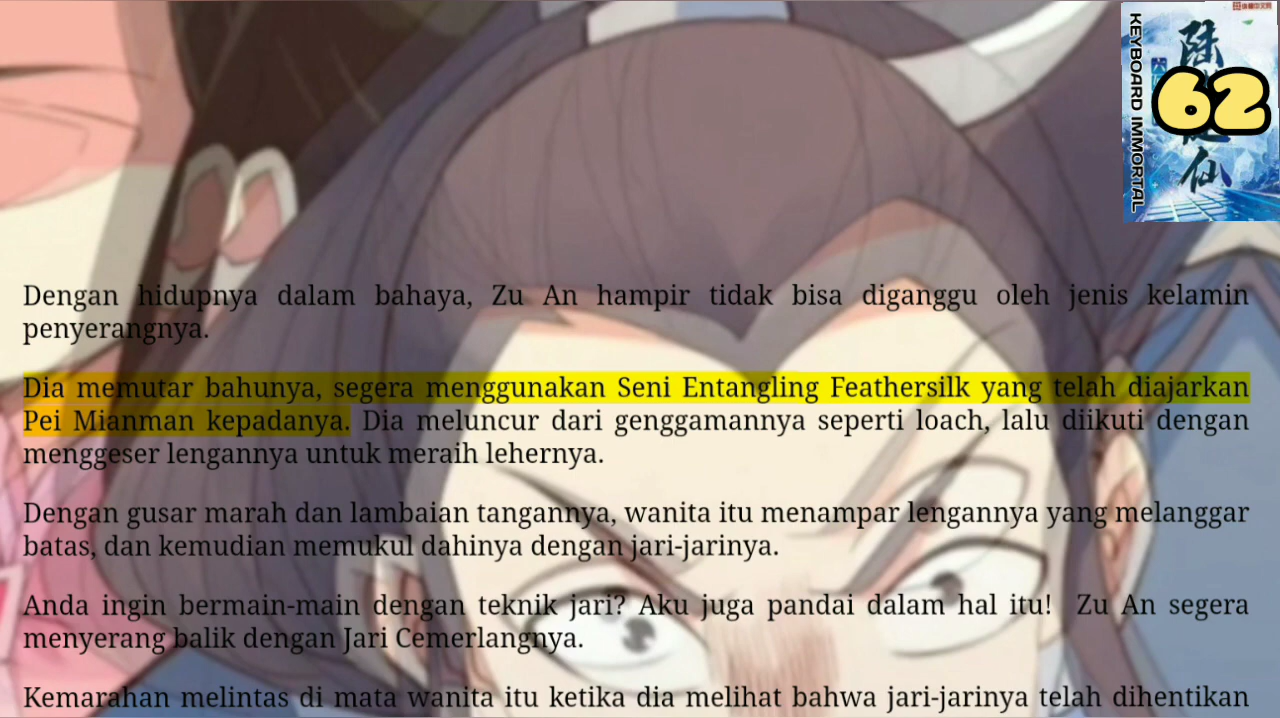 KEYBOARD IMMORTAL
62
仙
Dengan hidupnya dalam bahaya, Zu An hampir tidak bisa diganggu oleh jenis kelamin
penyerangnya.
Dia memutar bahunya, segera menggunakan Seni Entangling Feathersilk yang telah diajarkan
Pei Mianman kepadanya. Dia meluncur dari genggamannya seperti loach, lalu diikuti dengan
menggeser lengannya untuk meraih lehernya.
Dengan gusar marah dan lambaian tangannya, wanita itu menampar lengannya yang melanggar
batas, dan kemudian memukul dahinya dengan jari-jarinya.
Anda ingin bermain-main dengan teknik jari? Aku juga pandai dalam hal itu! Zu An segera
menyerang balik dengan Jari Cemerlangnya.
Kemarahan melintas di mata wanita itu ketika dia melihat bahwa jari-jarinya telah dihentikan